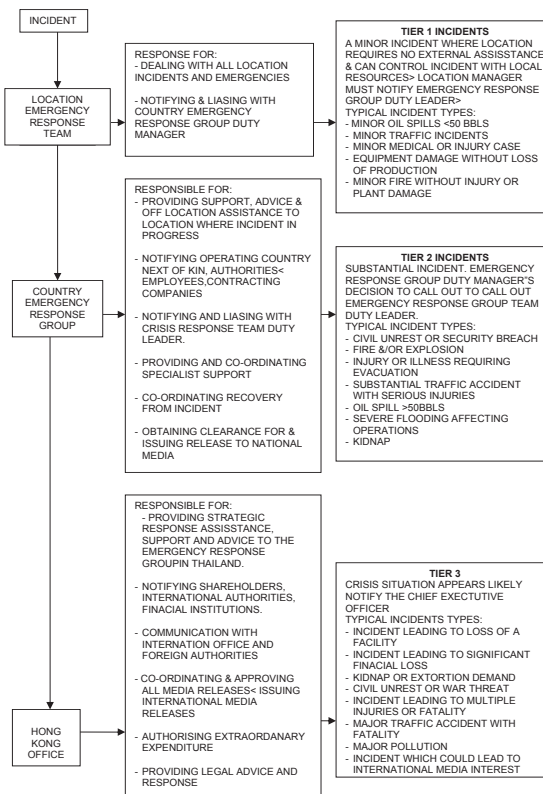 INCIDENT
LOCATION
EMERGENCY
RESPONSE
TEAM
RESPONSE FOR:
- DEALING WITH ALL LOCATION
INCIDENTS AND EMERGENCIES
- NOTIFYING & LIASING WITH
COUNTRY EMERGENCY
RESPONSE GROUP DUTY
MANAGER
TIER 1 INCIDENTS
A MINOR INCIDENT WHERE LOCATION
REQUIRES NO EXTERNAL ASSISSTANCE
& CAN CONTROL INCIDENT WITH LOCAL
RESOURCES> LOCATION MANAGER
MUST NOTIFY EMERGENCY RESPONSE
GROUP DUTY LEADER>
TYPICAL INCIDENT TYPES:
- MINOR OIL SPILLS <50 BBLS
- MINOR TRAFFIC INCIDENTS
- MINOR MEDICAL OR INJURY CASE
- EQUIPMENT DAMAGE WITHOUT LOSS
OF PRODUCTION
- MINOR FIRE WITHOUT INJURY OR
PLANT DAMAGE
COUNTRY
EMERGENCY
RESPONSE
GROUP
RESPONSIBLE FOR:
- PROVIDING SUPPORT, ADVICE &
OFF LOCATION ASSISTANCE TO
LOCATION WHERE INCIDENT IN
PROGRESS
- NOTIFYING OPERATING COUNTRY
NEXT OF KIN, AUTHORITIES<
EMPLOYEES,CONTRACTING
COMPANIES
- NOTIFYING AND LIESING WITH
CRISIS RESPONSE TEAM DUTY
LEADER.
- PROVIDING AND CO-ORDINATING
SPECIALIST SUPPORT
- CO-ORDINATING RECOVERY
FROM INCIDENT
- OBTAINING CLEARANCE FOR &
ISSUING RELEASE TO NATIONAL
MEDIA
TIER 2 INCIDENTS
SUBSTANTIAL INCIDENT. EMERGENCY
RESPONSE GROUP DUTY MANAGER"S
DECISION TO CALL OUT TO CALL OUT
EMERGENCY RESPONSE GROUP TEAM
DUTY LEADER.
TYPICAL INCIDENT TYPES:
- CIVIL UNREST OR SECURITY BREACH
- FIRE &/OR EXPLOSION
- INJURY OR ILLNESS REQUIRING
EVACUATION
- SUBSTANTIAL TRAFFIC ACCIDENT
WITH SERIOUS INJURIES
- OIL SPILL >50BBLS
- SEVERE FLOODING AFFECTING
OPERATIONS
- KIDNAP
HONG
KONG
OFFICE
RESPONSIBLE FOR:
- PROVIDING STRATEGIC
RESPONSE ASSISSTANCE,
SUPPORT AND ADVICE TO THE
EMERGENCY RESPONSE
GROUPIN THAILAND.
- NOTIFYING SHAREHOLDERS,
INTERNATIONAL AUTHORITIES,
FINACIAL INSTITUTIONS.
- COMMUNICATION WITH
INTERNATION OFFICE AND
FOREIGN AUTHORITIES
- CO-ORDINATING & APPROVING
ALL MEDIA RELEASES< ISSUING
INTERNATIONAL MEDIA
RELEASES
- AUTHORISING EXTRAORDANARY
EXPENDITURE
- PROVIDING LEGAL ADVICE AND
RESPONSE
TIER 3
CRISIS SITUATION APPEARS LIKELY
NOTIFY THE CHIEF EXECTUTIVE
OFFICER
TYPICAL INCIDENTS TYPES:
- INCIDENT LEADING TO LOSS OF A
FACILITY
- INCIDENT LEADING TO SIGNIFICANT
FINACIAL LOSS
- KIDNAP OR EXTORTION DEMAND
- CIVIL UNREST OR WAR THREAT
- INCIDENT LEADING TO MULTIPLE
INJURIES OR FATALITY
- MAJOR TRAFFIC ACCIDENT WITH
FATALITY
- MAJOR POLLUTION
- INCIDENT WHICH COULD LEAD TO
INTERNATIONAL MEDIA INTEREST